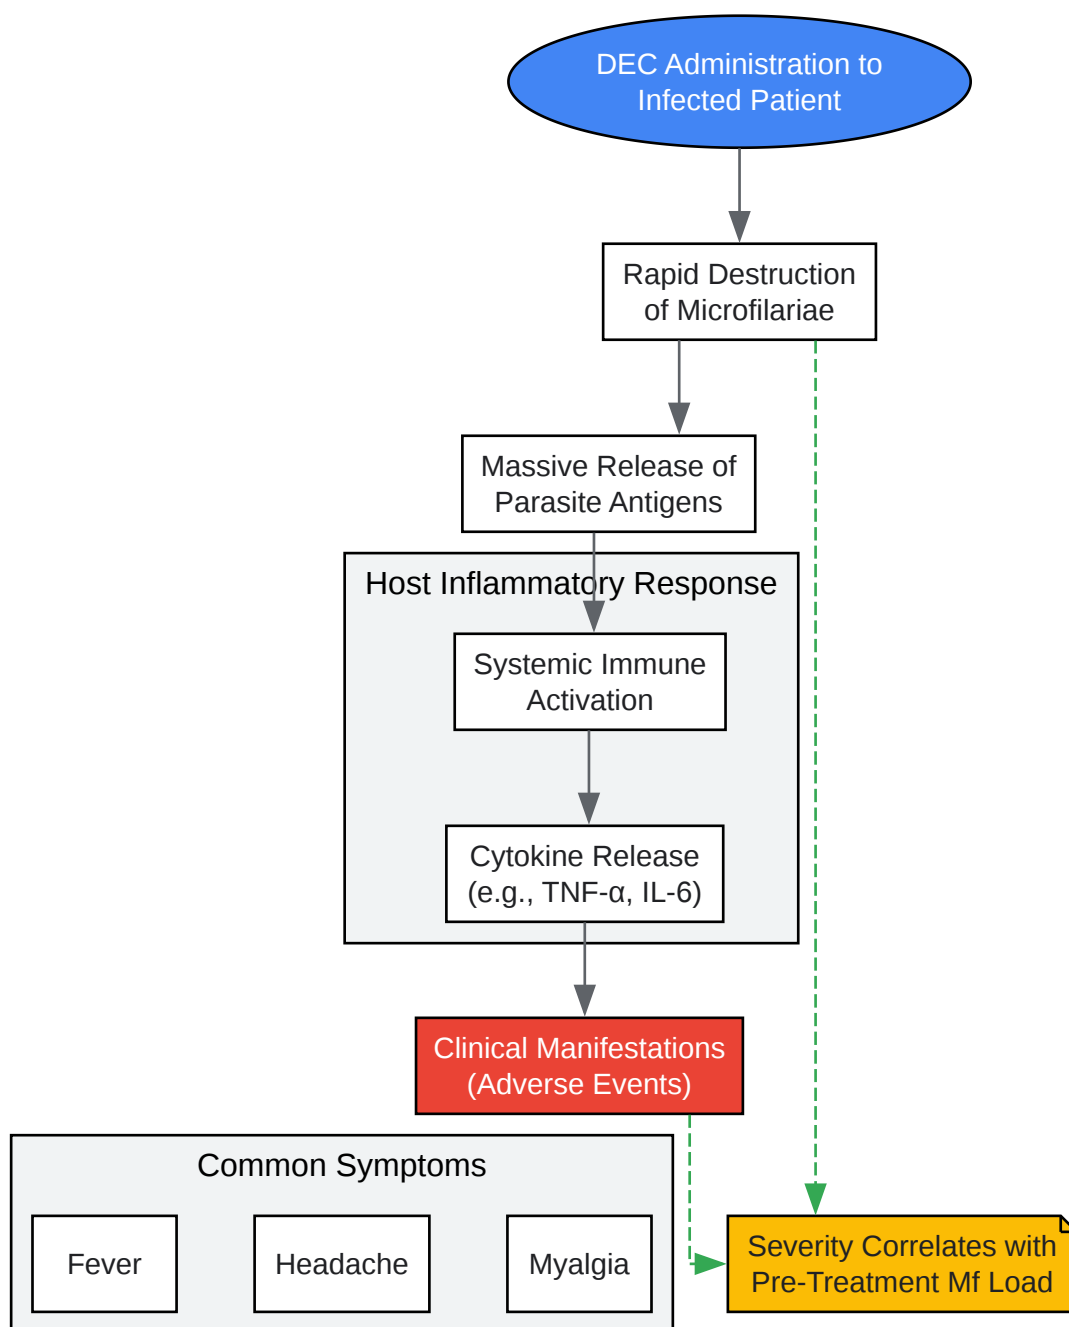 DEC Administration to
Infected Patient
Rapid Destruction
of Microfilariae
Massive Release of
Parasite Antigens
Host Inflammatory Response
Systemic Immune
Activation
Cytokine Release
(e.g., TNF-α, IL-6)
Clinical Manifestations
(Adverse Events)
Common Symptoms
Fever
Headache
Myalgia
Severity Correlates with
Pre-Treatment Mf Load